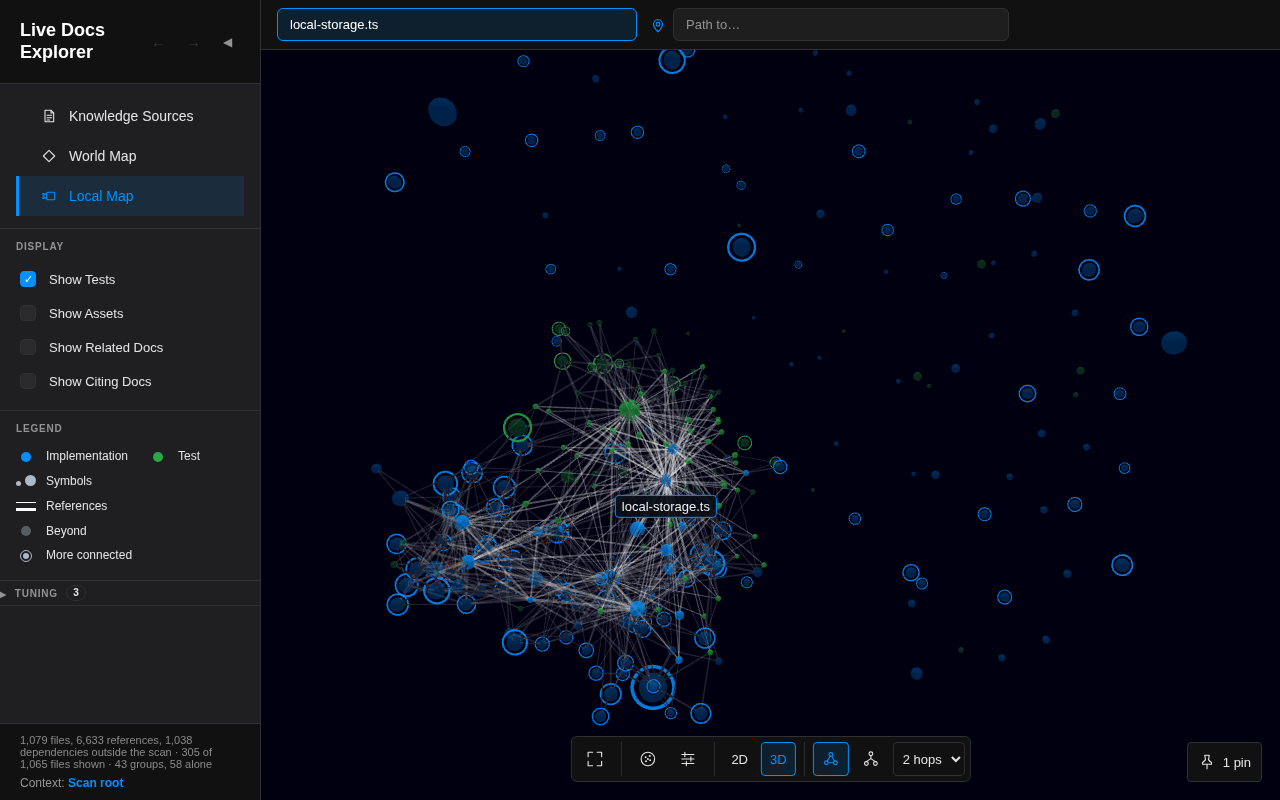 Live Docs
Explorer
local-storage.ts
Path to…
Knowledge Sources
World Map
Local Map
DISPLAY
Show Tests
Show Assets
Show Related Docs
Show Citing Docs
LEGEND
Implementation
Test
Symbols
References
Beyond
More connected
TUNING 3
1,079 files, 6,633 references, 1,038
dependencies outside the scan · 305 of
1,065 files shown · 43 groups, 58 alone
Context: Scan root
local-storage.ts
2D
3D
2 hops
1 pin